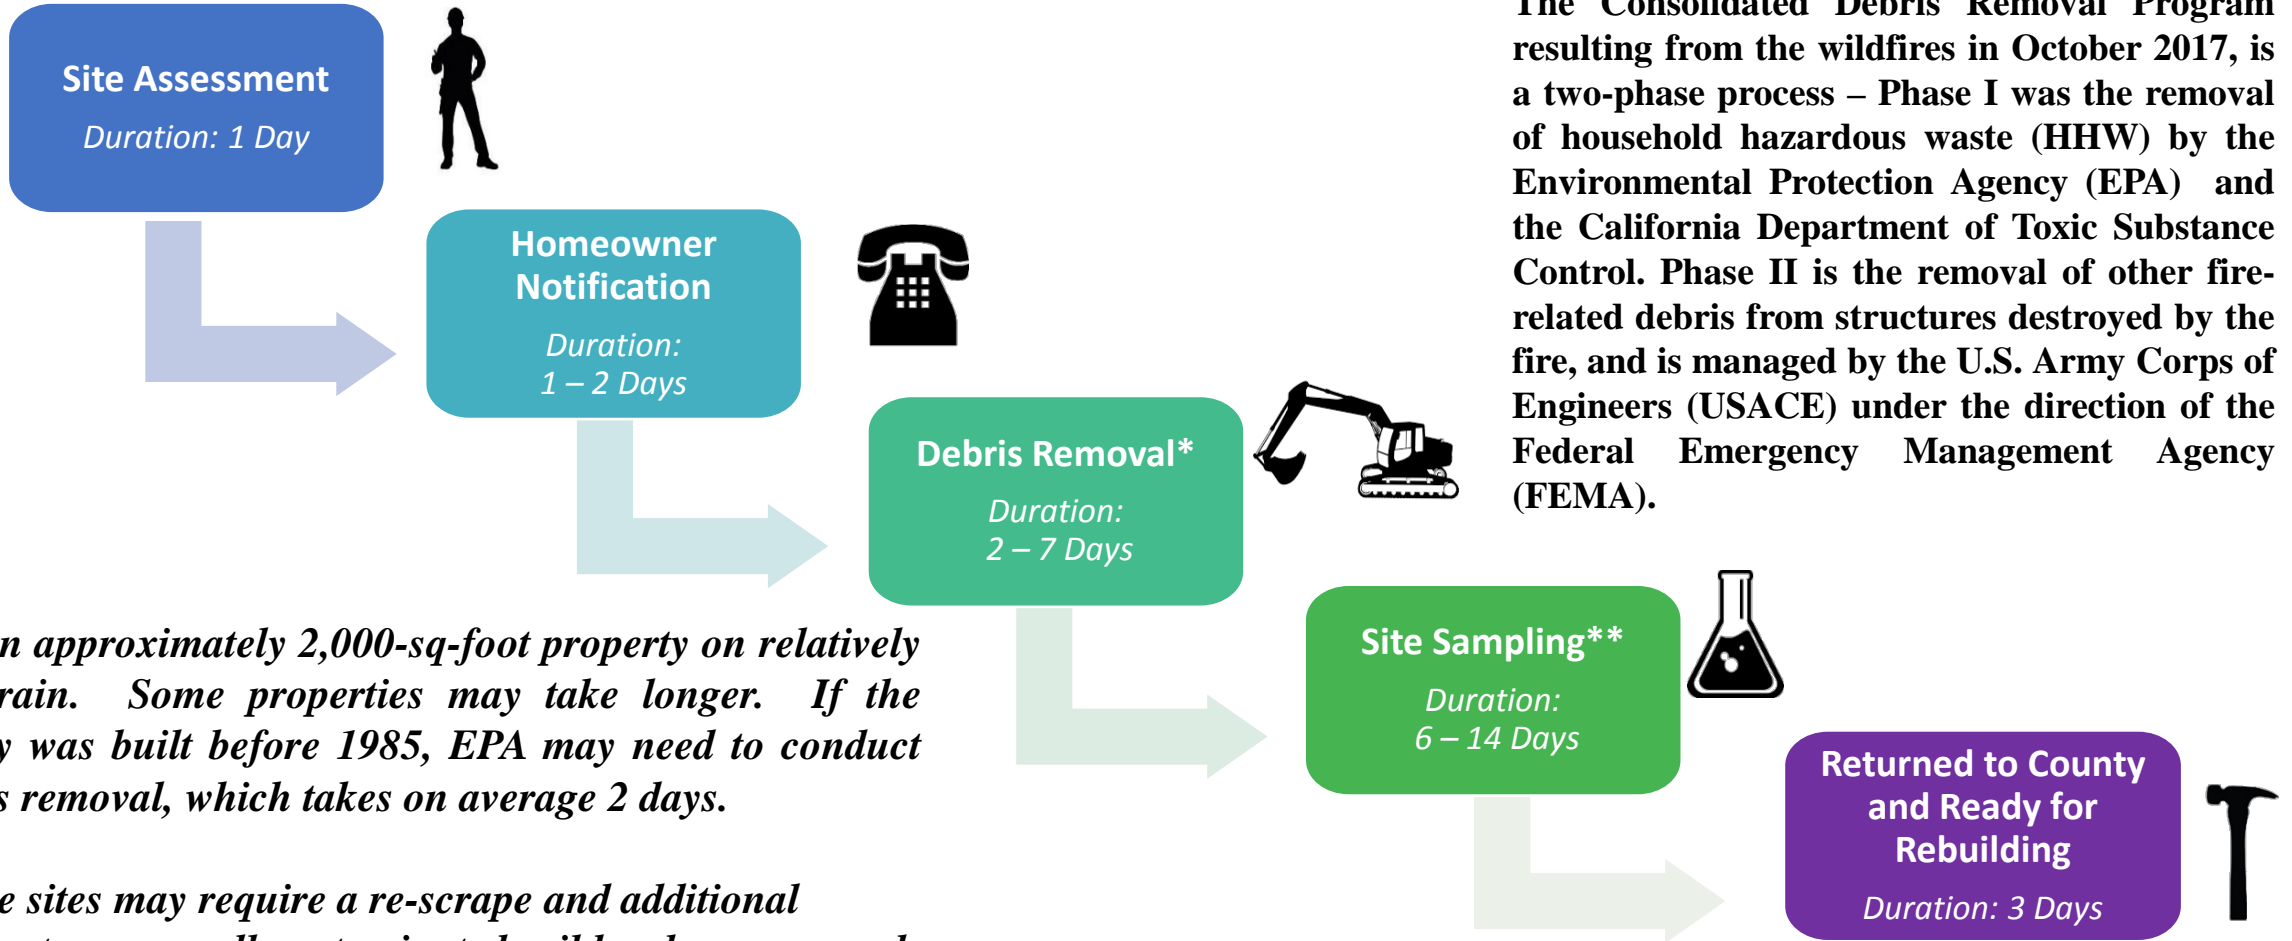 Site Assessment
Duration: 1 Day
Homeowner
Notification
Duration:
1 – 2 Days
Debris Removal*
Duration:
2 – 7 Days
Site Sampling**
Duration:
6 – 14 Days
Returned to County
and Ready for
Rebuilding
Duration: 3 Days
The Consolidated Debris Removal Program
resulting from the wildfires in October 2017, is
a two-phase process – Phase I was the removal
of household hazardous waste (HHW) by the
Environmental Protection Agency (EPA) and
the California Department of Toxic Substance
Control. Phase II is the removal of other fire-
related debris from structures destroyed by the
fire, and is managed by the U.S. Army Corps of
Engineers (USACE) under the direction of the
Federal Emergency Management Agency
(FEMA).
n approximately 2,000-sq-foot property on relatively
rain. Some properties may take longer. If the
y was built before 1985, EPA may need to conduct
s removal, which takes on average 2 days.
e sites may require a re-scrape and additional